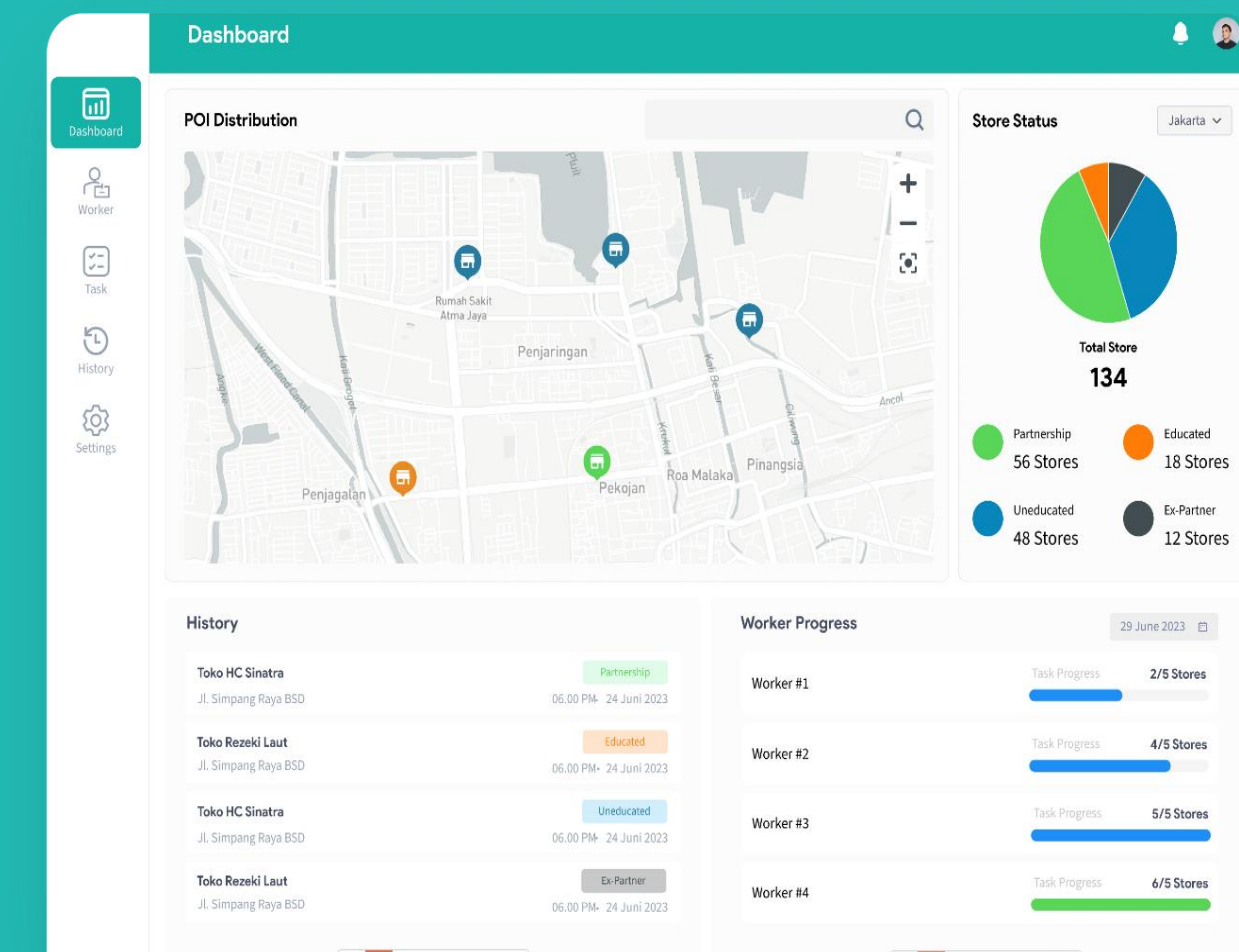 Dashboard
Dashboard
Worker
Task
History
Settings
POI Distribution
Pluit
Rumah Sakit
Atma Jaya
Penjaringan
West Flood Canal
Kali Grogol
Angke
Kali Besar
Ancol
Ciliwung
Krukut
Roa Malaka
Pinangsia
Pekojan
Penjagalan
Store Status
Jakarta
Total Store
134
Partnership
56 Stores
Educated
18 Stores
Uneducated
48 Stores
Ex-Partner
12 Stores
History
Toko HC Sinatra
Partnership
Jl. Simpang Raya BSD
06.00 PM• 24 Juni 2023
Toko Rezeki Laut
Educated
Jl. Simpang Raya BSD
06.00 PM• 24 Juni 2023
Toko HC Sinatra
Uneducated
Jl. Simpang Raya BSD
06.00 PM• 24 Juni 2023
Toko Rezeki Laut
Ex-Partner
Jl. Simpang Raya BSD
06.00 PM• 24 Juni 2023
Worker Progress
29 June 2023
Worker #1
Task Progress 2/5 Stores
Worker #2
Task Progress 4/5 Stores
Worker #3
Task Progress 5/5 Stores
Worker #4
Task Progress 6/5 Stores